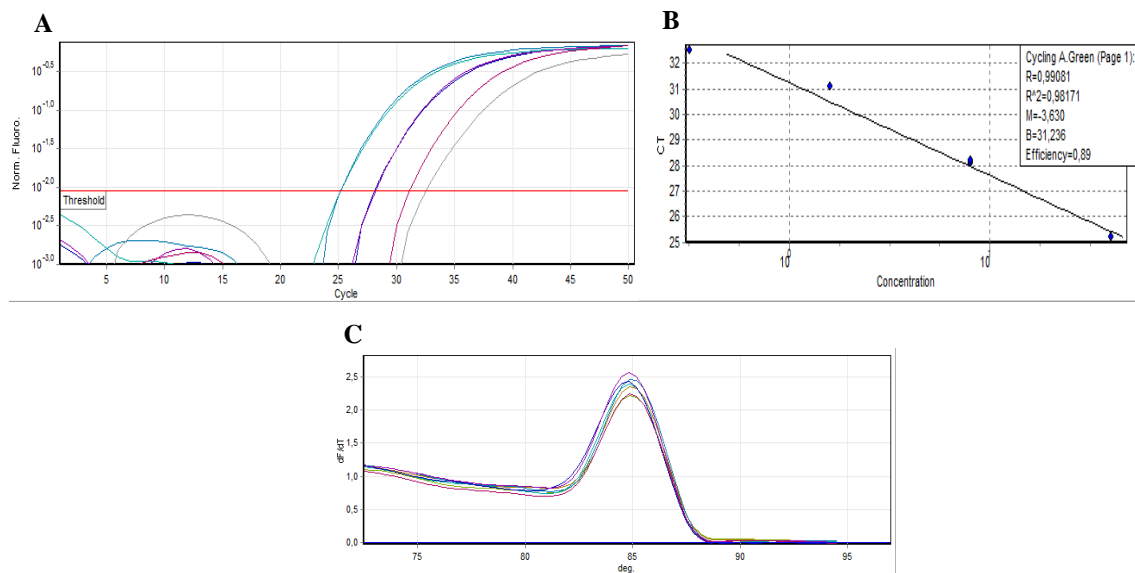 A
Norm. Fluoro.
10^-0.5
10^-1.0
10^-1.5
10^-2.0
10^-2.5
10^-3.0
Threshold
5 10 15 20 25 30 35 40 45 50
Cycle
B
CT
32
31
30
29
28
27
26
25
Cycling A.Green (Page 1):
R=0,99081
R^2=0,98171
M=-3,630
B=31,236
Efficiency=0,89
Concentration
C
dF/dT
2,5
2,0
1,5
1,0
0,5
0,0
75 80 85 90 95
deg.